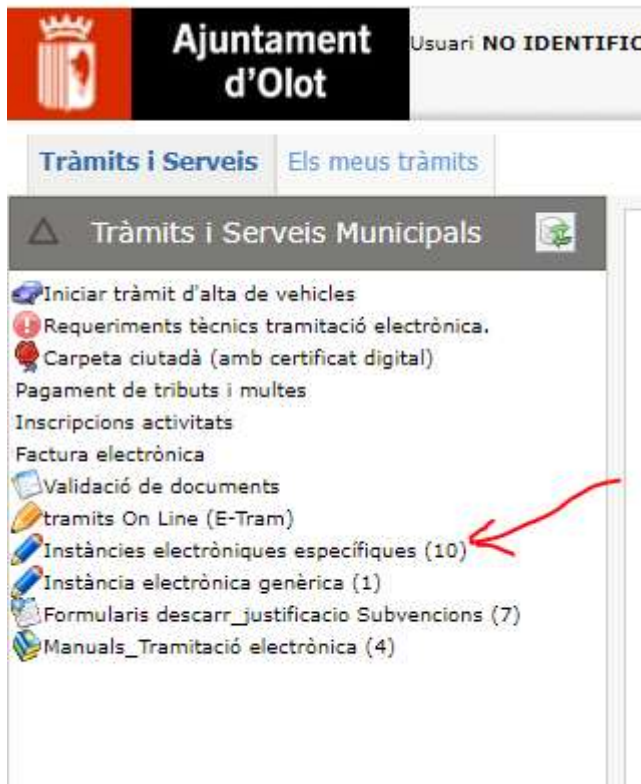 Ajuntament
d'Olot
Usuari NO IDENTIFIC
Tràmits i Serveis
Els meus tràmits
Tràmits i Serveis Municipals
Iniciar tràmit d'alta de vehicles
Requeriments tècnics tramitació electrònica.
Carpeta ciutadà (amb certificat digital)
Pagament de tributs i multes
Inscripcions activitats
Factura electrònica
Validació de documents
tramits On Line (E-Tram)
Instàncies electròniques específiques (10)
Instància electrònica genèrica (1)
Formularis descarr_justificacio Subvencions (7)
Manuals_Tramitació electrònica (4)